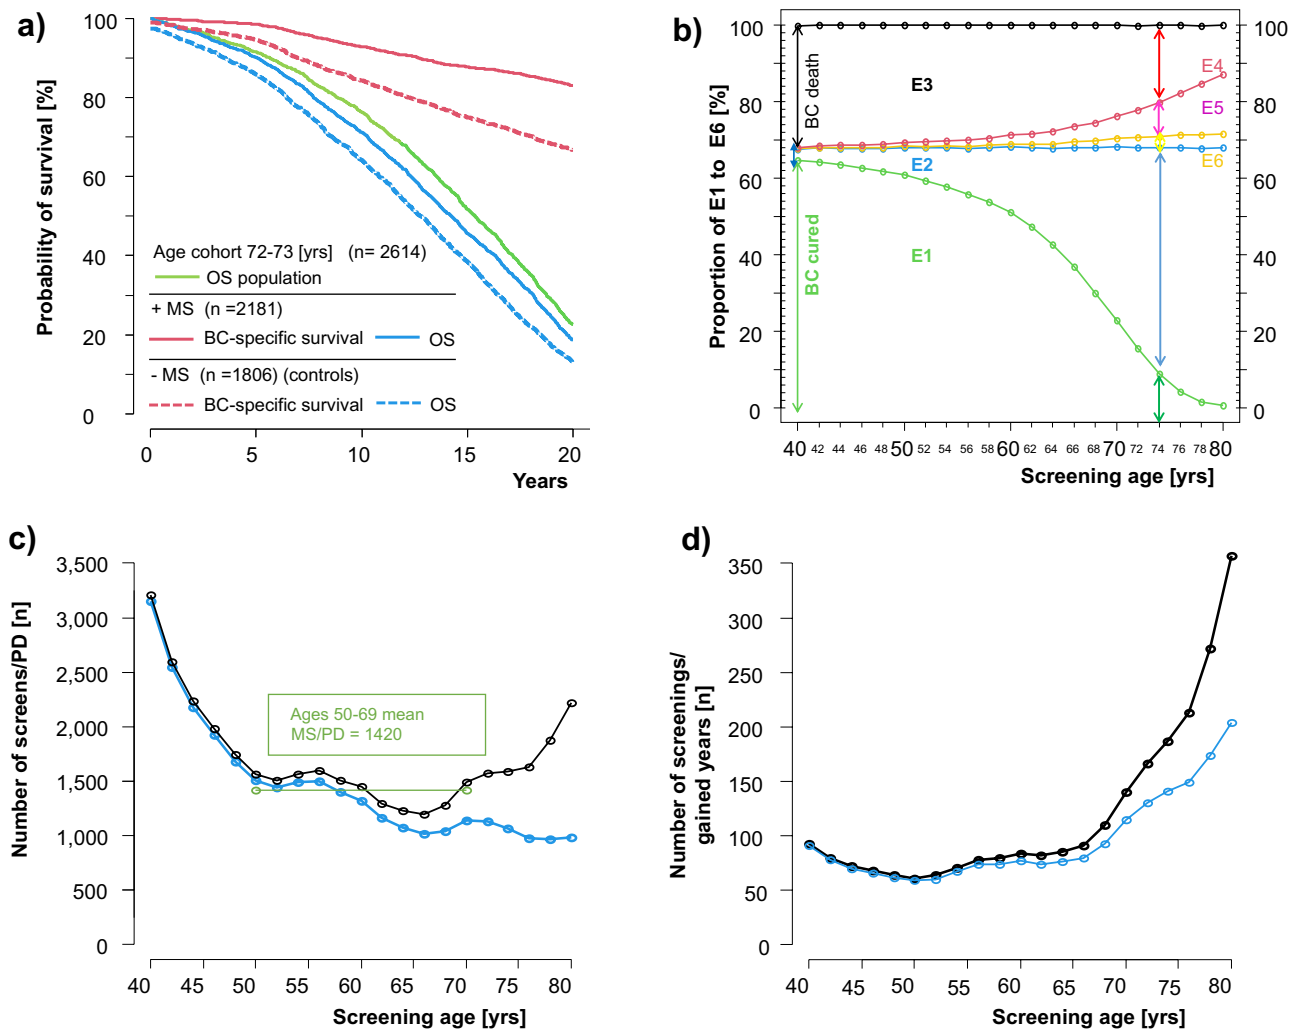 a)
Probability of survival [%]
100
80
60
40
20
0
Age cohort 72-73 [yrs] (n= 2614)
OS population
+ MS (n =2181)
BC-specific survival OS
- MS (n =1806) (controls)
BC-specific survival OS
0 5 10 15 20
Years
b)
Proportion of E1 to E6 [%]
100
80
60
40
20
0
100
80
60
40
20
0
BC death
BC cured
E3
E4
E5
E6
E2
E1
40 42 44 46 48 50 52 54 56 58 60 62 64 66 68 70 72 74 76 78 80
Screening age [yrs]
c)
Number of screens/PD [n]
3,500
3,000
2,500
2,000
1,500
1,000
500
0
Ages 50-69 mean
MS/PD = 1420
40 45 50 55 60 65 70 75 80
Screening age [yrs]
d)
Number of screenings/
gained years [n]
350
300
250
200
150
100
50
0
40 45 50 55 60 65 70 75 80
Screening age [yrs]